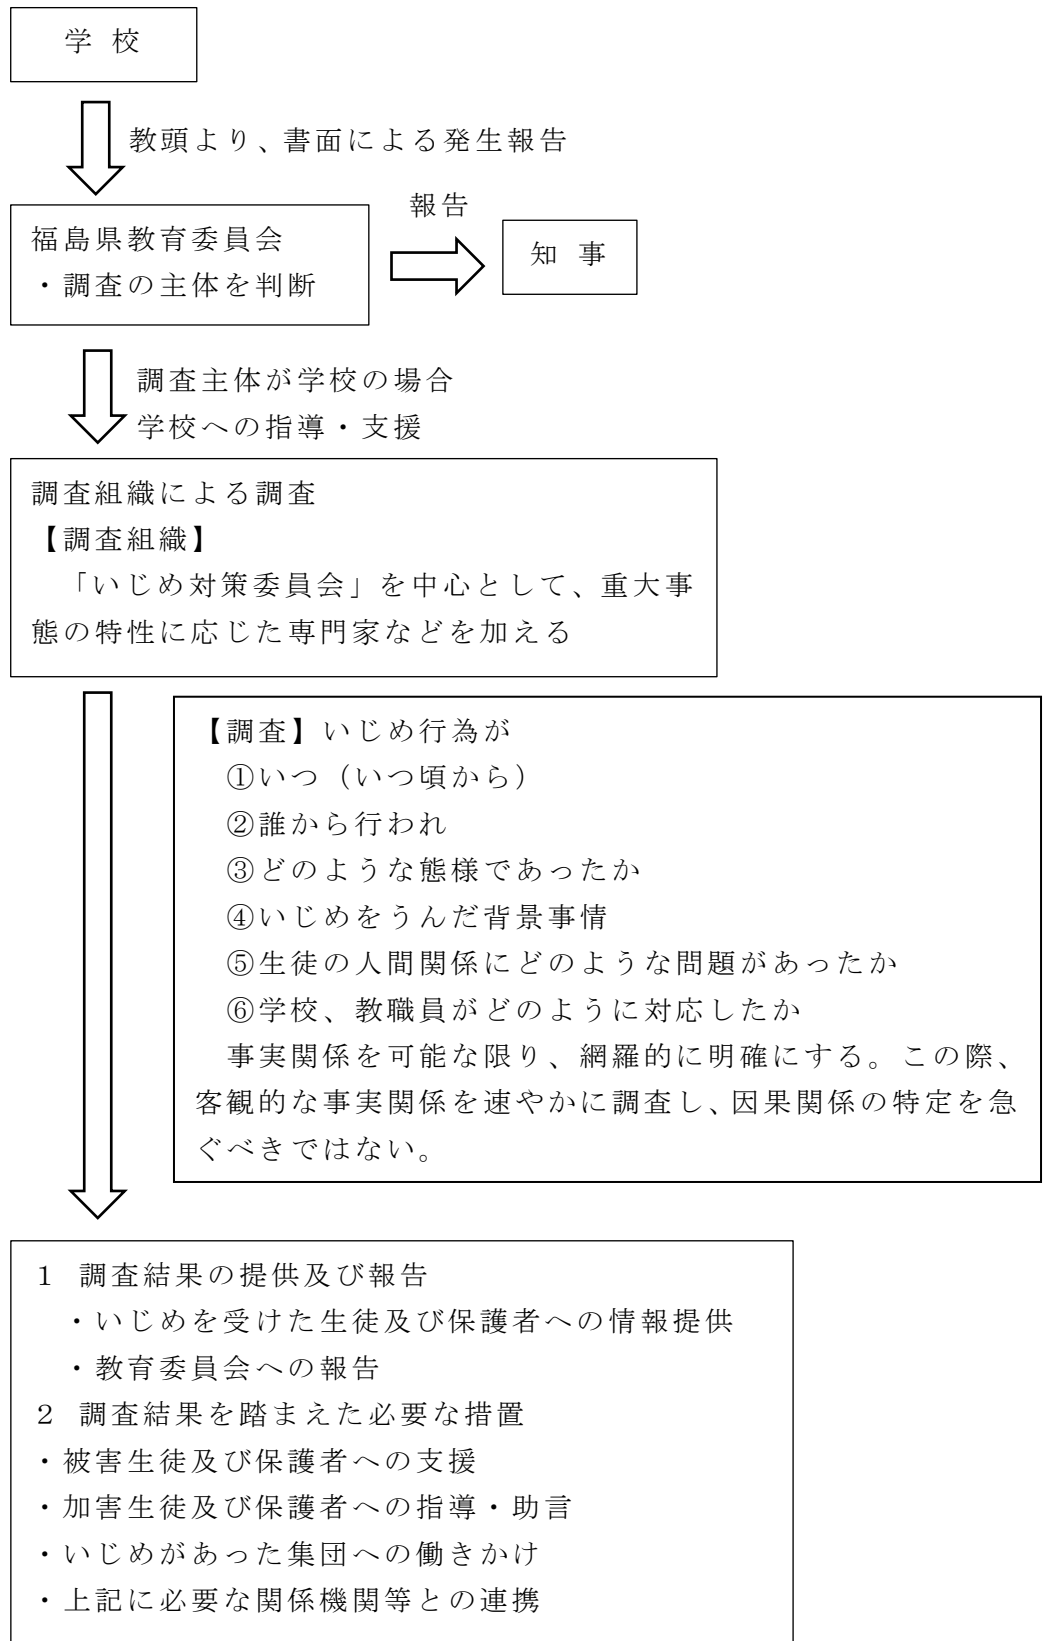 学 校
教頭より、書面による発生報告
報告
福島県教育委員会
・調査の主体を判断
知 事
調査主体が学校の場合
学校への指導・支援
調査組織による調査
【調査組織】
「いじめ対策委員会」を中心として、重大事
態の特性に応じた専門家などを加える
【調査】いじめ行為が
①いつ（いつ頃から）
②誰から行われ
③どのような態様であったか
④いじめをうんだ背景事情
⑤生徒の人間関係にどのような問題があったか
⑥学校、教職員がどのように対応したか
事実関係を可能な限り、網羅的に明確にする。この際、
客観的な事実関係を速やかに調査し、因果関係の特定を急
ぐべきではない。
１ 調査結果の提供及び報告
・いじめを受けた生徒及び保護者への情報提供
・教育委員会への報告
２ 調査結果を踏まえた必要な措置
・被害生徒及び保護者への支援
・加害生徒及び保護者への指導・助言
・いじめがあった集団への働きかけ
・上記に必要な関係機関等との連携